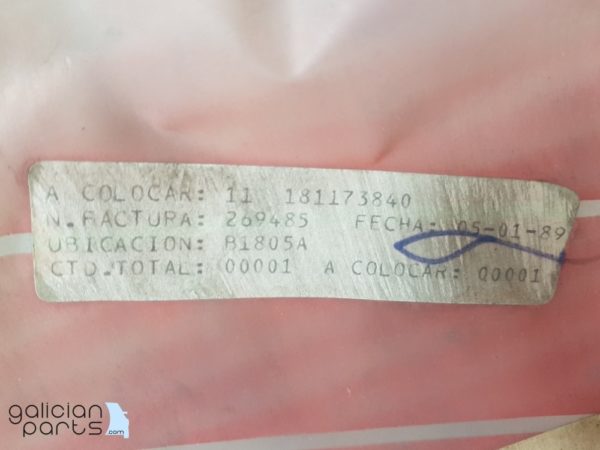 A COLOCAR: 11 181173840
N.FACTURA: 269485 FECHA: 05-01-89
UBICACION: B1805A
CTD.TOTAL: 00001 A COLOCAR: 00001
galician
parts.com